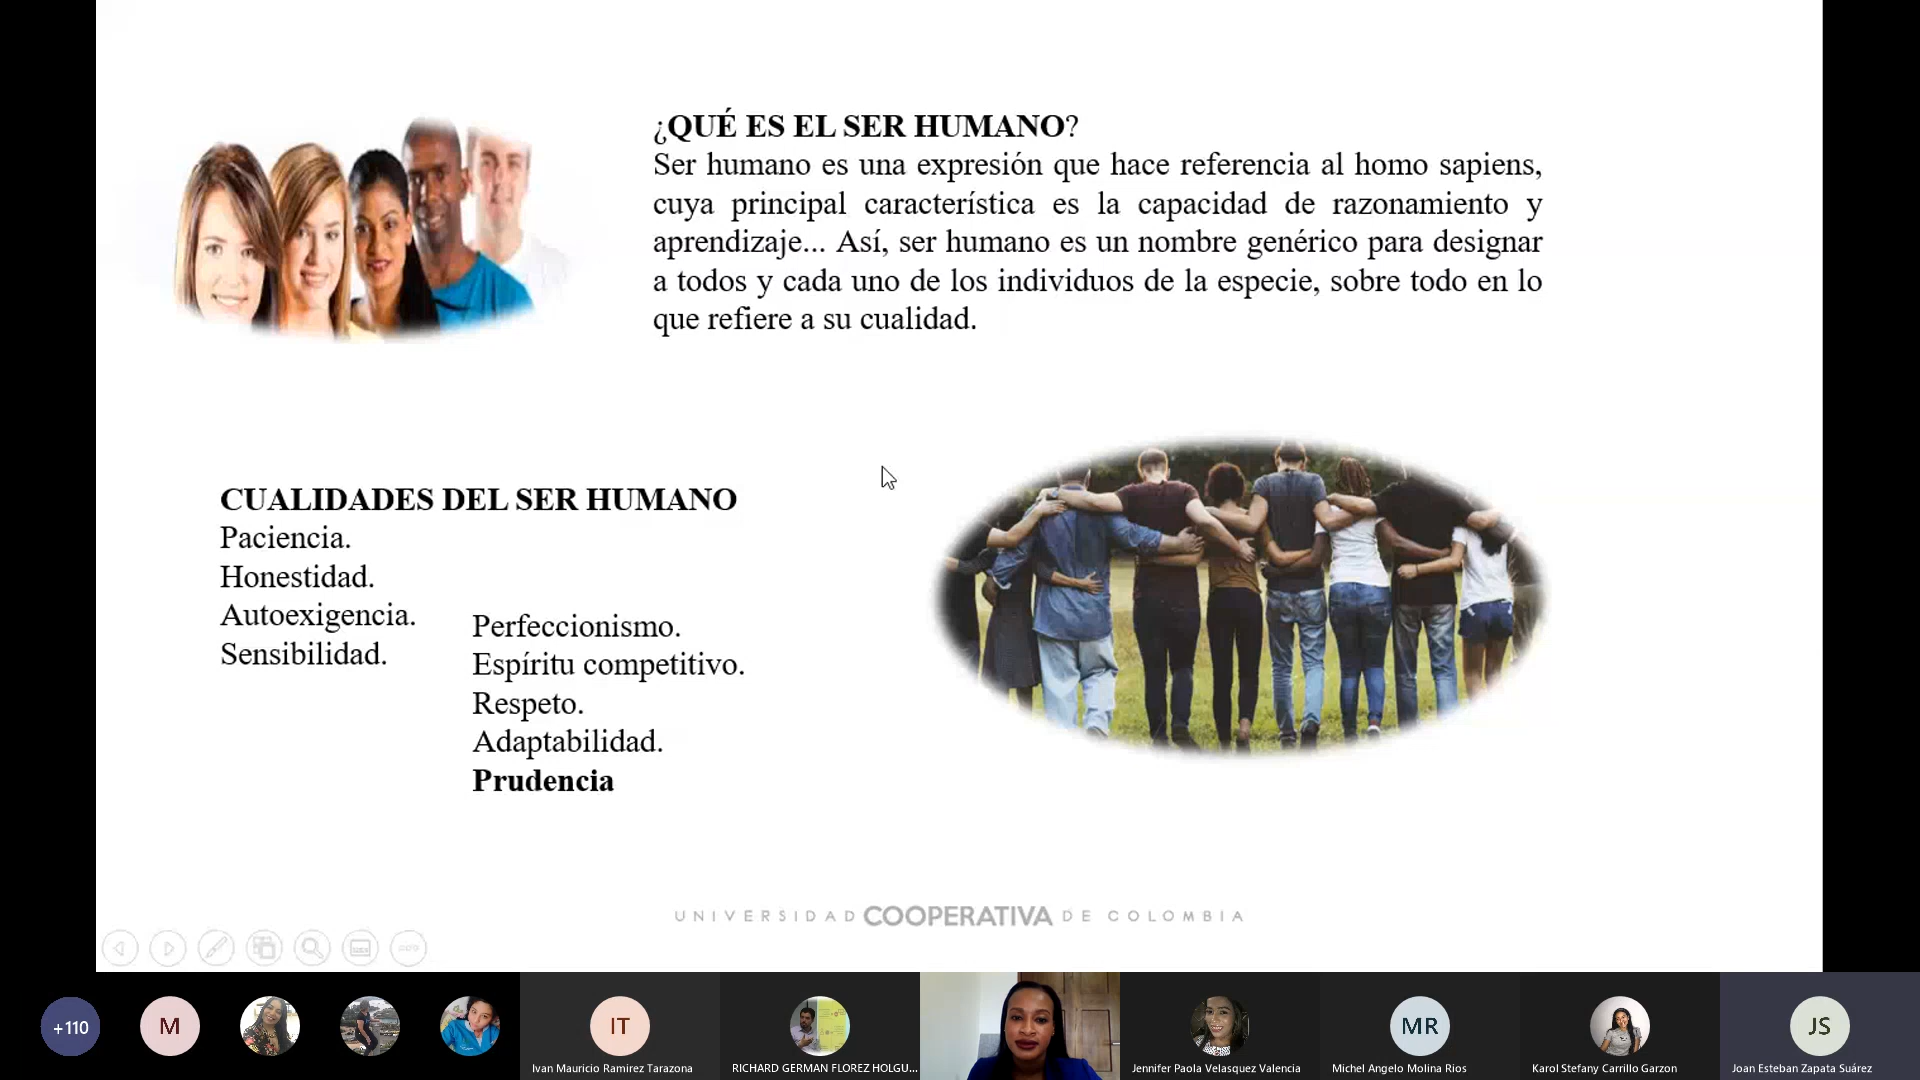 ¿QUÉ ES EL SER HUMANO?
Ser humano es una expresión que hace referencia al homo sapiens,
cuya principal característica es la capacidad de razonamiento y
aprendizaje... Así, ser humano es un nombre genérico para designar
a todos y cada uno de los individuos de la especie, sobre todo en lo
que refiere a su cualidad.
CUALIDADES DEL SER HUMANO
Paciencia.
Honestidad.
Autoexigencia.
Sensibilidad.
Perfeccionismo.
Espíritu competitivo.
Respeto.
Adaptabilidad.
Prudencia
UNIVERSIDAD COOPERATIVA DE COLOMBIA
+110
M
IT
MR
JS
Ivan Mauricio Ramirez Tarazona
RICHARD GERMAN FLOREZ HOLGU...
Jennifer Paola Velasquez Valencia
Michel Angelo Molina Rios
Karol Stefany Carrillo Garzon
Joan Esteban Zapata Suárez